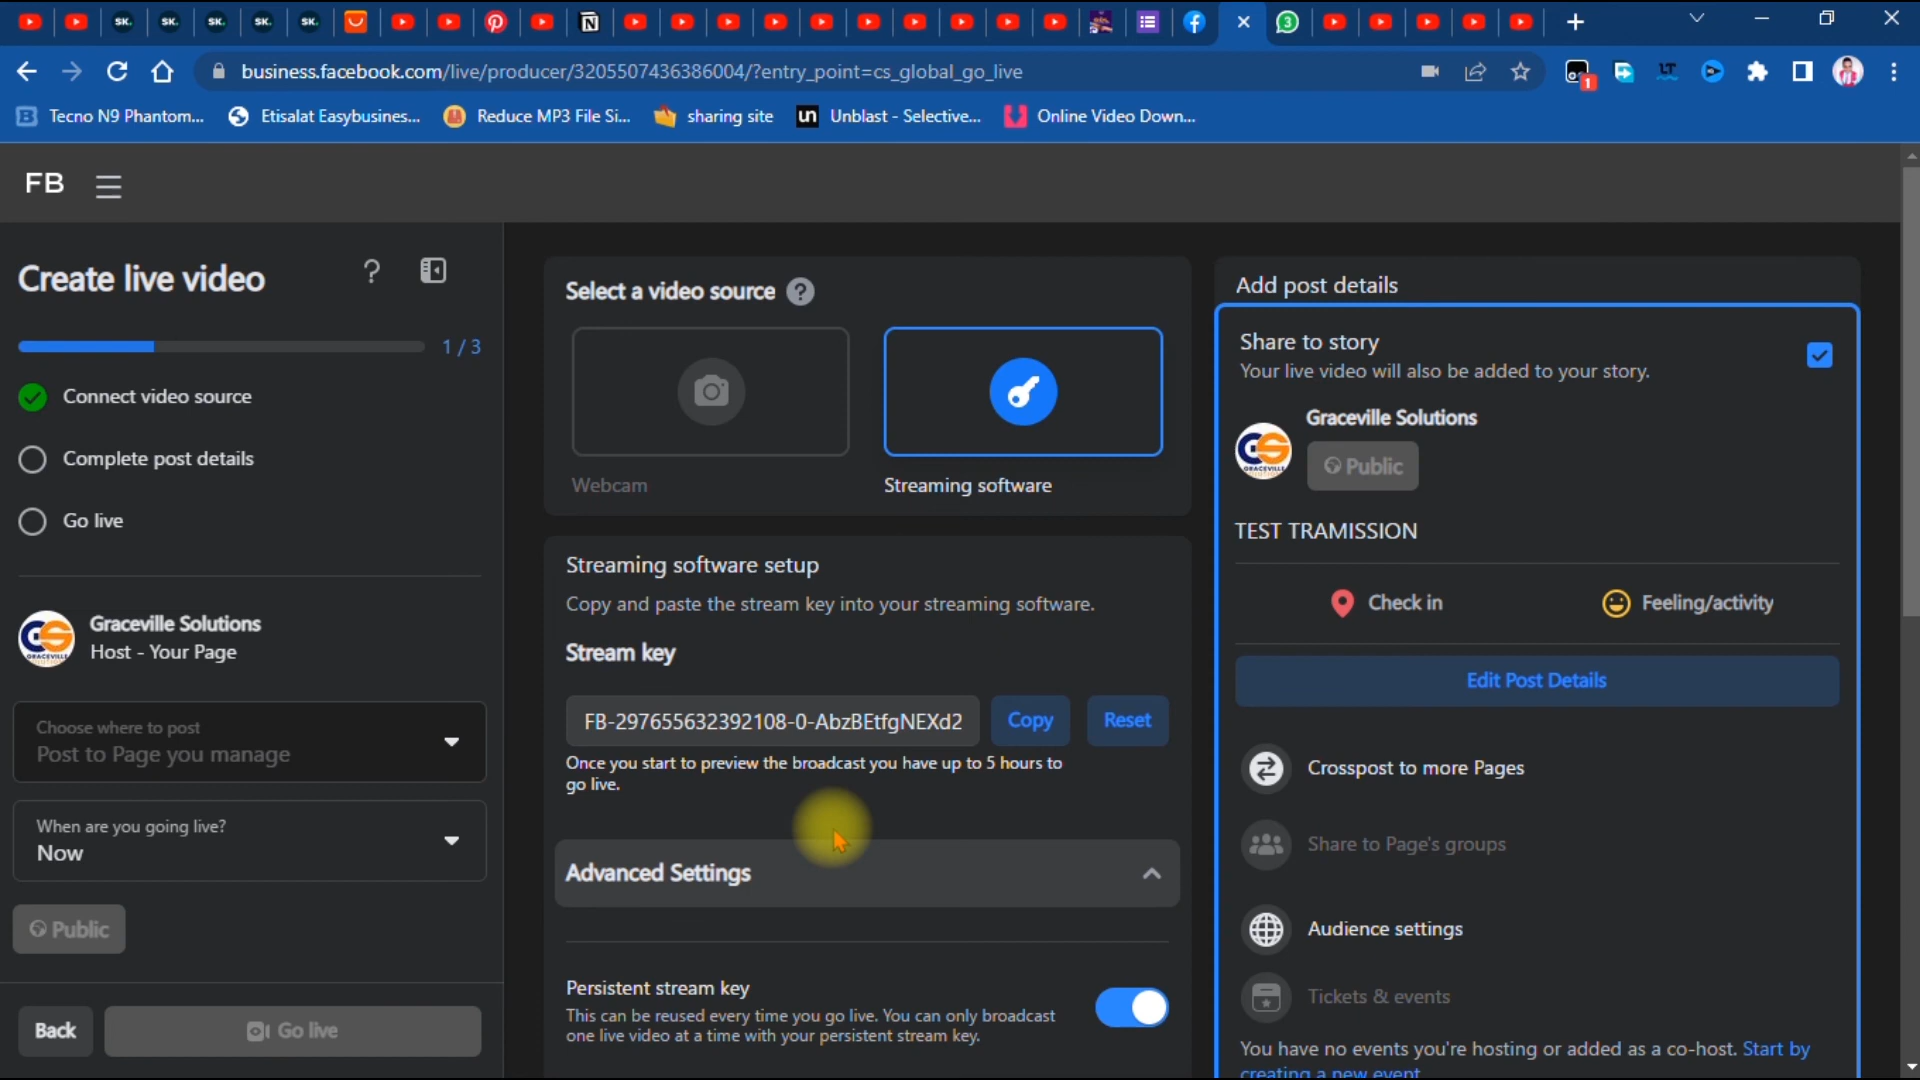 business.facebook.com/live/producer/3205507436386004/?entry_point=cs_global_go_live
Tecno N9 Phantom...
Etisalat Easybusines...
Reduce MP3 File Si...
sharing site
un
Unblast - Selective...
Online Video Down...
FB
Create live video
?
1 / 3
Connect video source
Complete post details
Go live
Graceville Solutions
Host - Your Page
Choose where to post
Post to Page you manage
When are you going live?
Now
Public
Back
Go live
Select a video source ?
Webcam
Streaming software
Streaming software setup
Copy and paste the stream key into your streaming software.
Stream key
FB-297655632392108-0-AbzBEtfgNEXd2
Copy
Reset
Once you start to preview the broadcast you have up to 5 hours to
go live.
Advanced Settings
Persistent stream key
This can be reused every time you go live. You can only broadcast
one live video at a time with your persistent stream key.
Add post details
Share to story
Your live video will also be added to your story.
Graceville Solutions
Public
TEST TRAMISSION
Check in
Feeling/activity
Edit Post Details
Crosspost to more Pages
Share to Page's groups
Audience settings
Tickets & events
You have no events you're hosting or added as a co-host. Start by
creating a new event